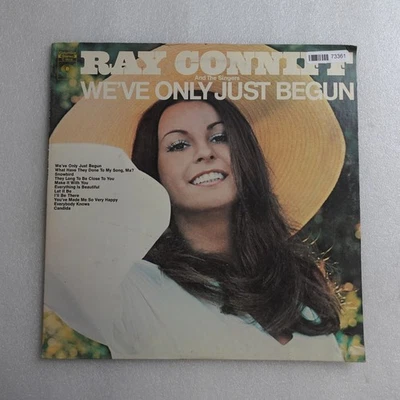 RAY CONNIFF
And The Singers
73361
WE'VE ONLY JUST BEGUN
We've Only Just Begun
What Have They Done To My Song, Ma?
Snowbird
They Long To Be Close To You
Make It With You
Everything Is Beautiful
Let It Be
I'll Be There
You've Made Me So Very Happy
Everybody Knows
Candida